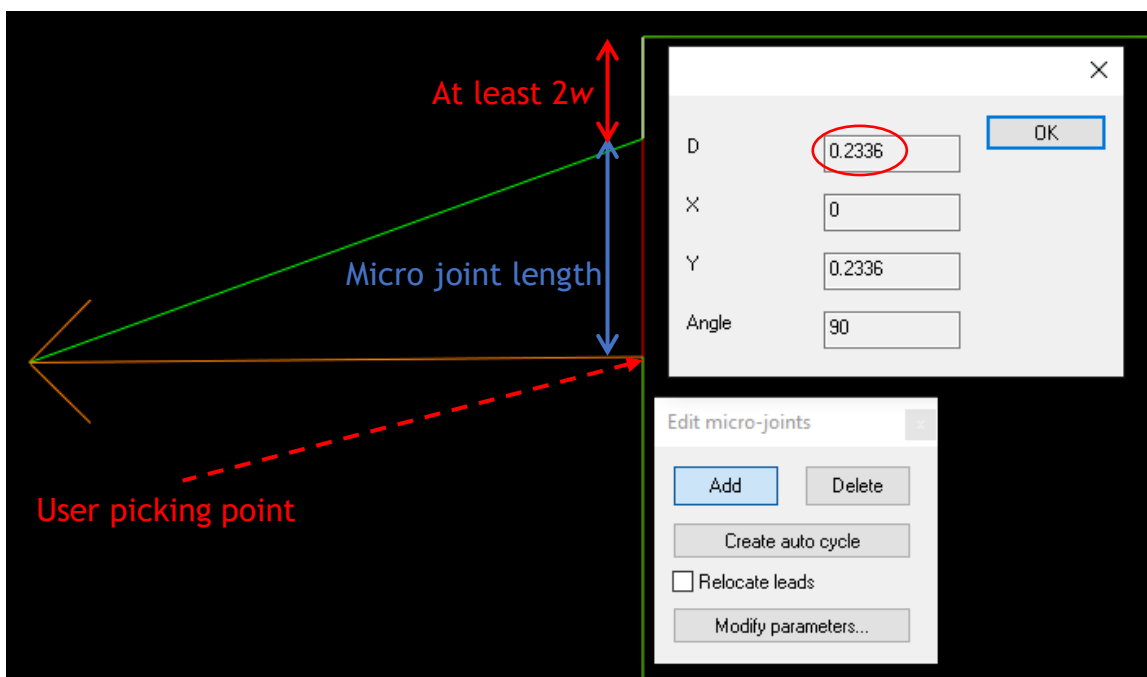 At least 2w
Micro joint length
User picking point
D
0.2336
OK
X
0
Y
0.2336
Angle
90
Edit micro-joints
x
Add
Delete
Create auto cycle
Relocate leads
Modify parameters...